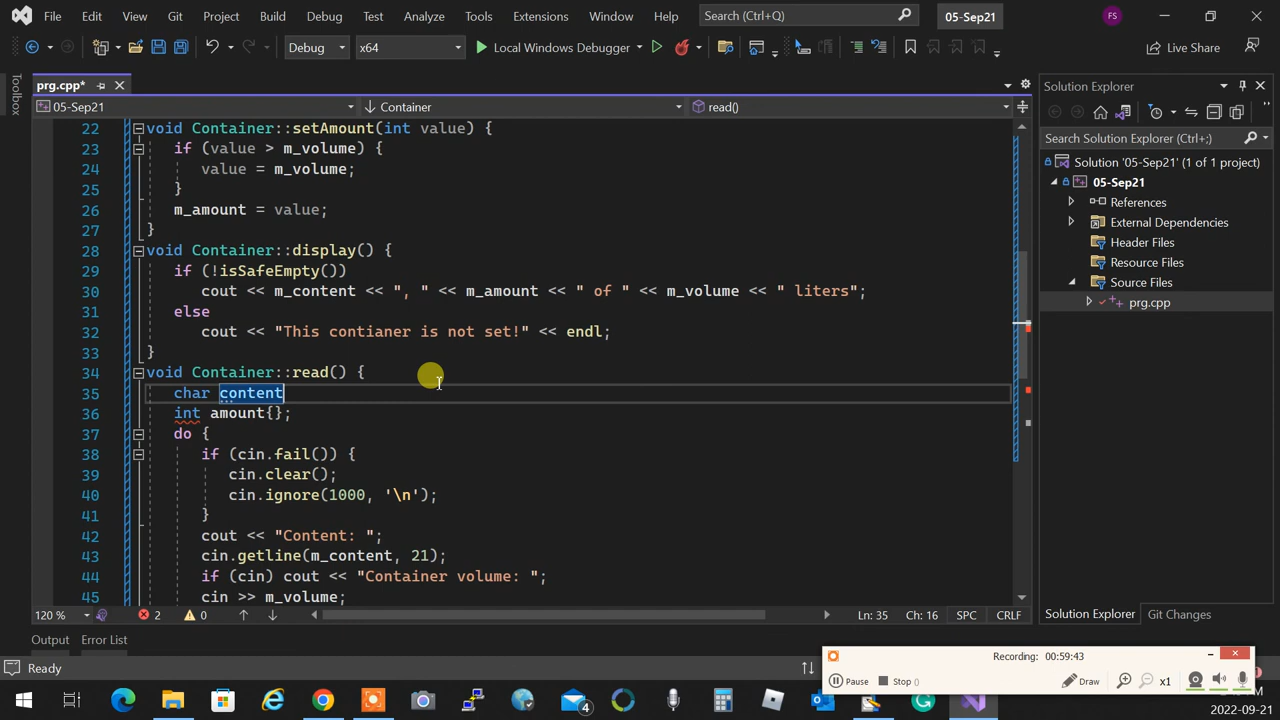 File Edit View Git Project Build Debug Test Analyze Tools Extensions Window Help Search (Ctrl+Q) 05-Sep21 FS
Debug x64 Local Windows Debugger Live Share
Toolbox
prg.cpp*
05-Sep21 Container read()
22 void Container::setAmount(int value) {
23 if (value > m_volume) {
24 value = m_volume;
25 }
26 m_amount = value;
27 }
28 void Container::display() {
29 if (!isSafeEmpty())
30 cout << m_content << ", " << m_amount << " of " << m_volume << " liters";
31 else
32 cout << "This contianer is not set!" << endl;
33 }
34 void Container::read() {
35 char content
36 int amount{};
37 do {
38 if (cin.fail()) {
39 cin.clear();
40 cin.ignore(1000, '\n');
41 }
42 cout << "Content: ";
43 cin.getline(m_content, 21);
44 if (cin) cout << "Container volume: ";
45 cin >> m_volume;
120 % 2 0 Ln: 35 Ch: 16 SPC CRLF
Output Error List
Ready
Solution Explorer
Search Solution Explorer (Ctrl+;)
Solution '05-Sep21' (1 of 1 project)
05-Sep21
References
External Dependencies
Header Files
Resource Files
Source Files
prg.cpp
Solution Explorer Git Changes
Recording: 00:59:43
Pause Stop Draw x1
4
2022-09-21